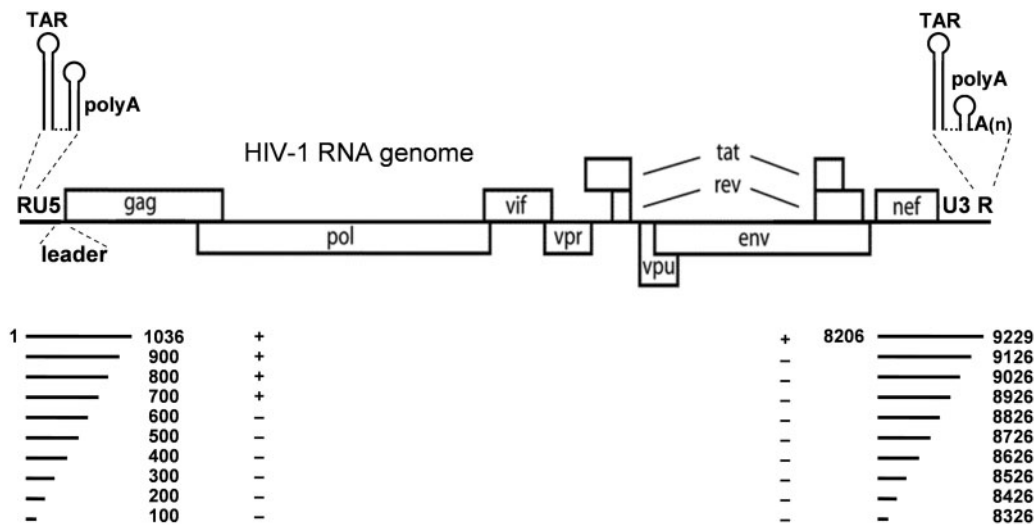 TAR TAR
polyA polyA
A(n)
HIV-1 RNA genome
tat
rev
RU5 gag vif nef U3 R
leader pol vpr vpu env
1 1036 + + 8206 9229
900 + – 9126
800 + – 9026
700 + – 8926
600 – – 8826
500 – – 8726
400 – – 8626
300 – – 8526
200 – – 8426
100 – – 8326